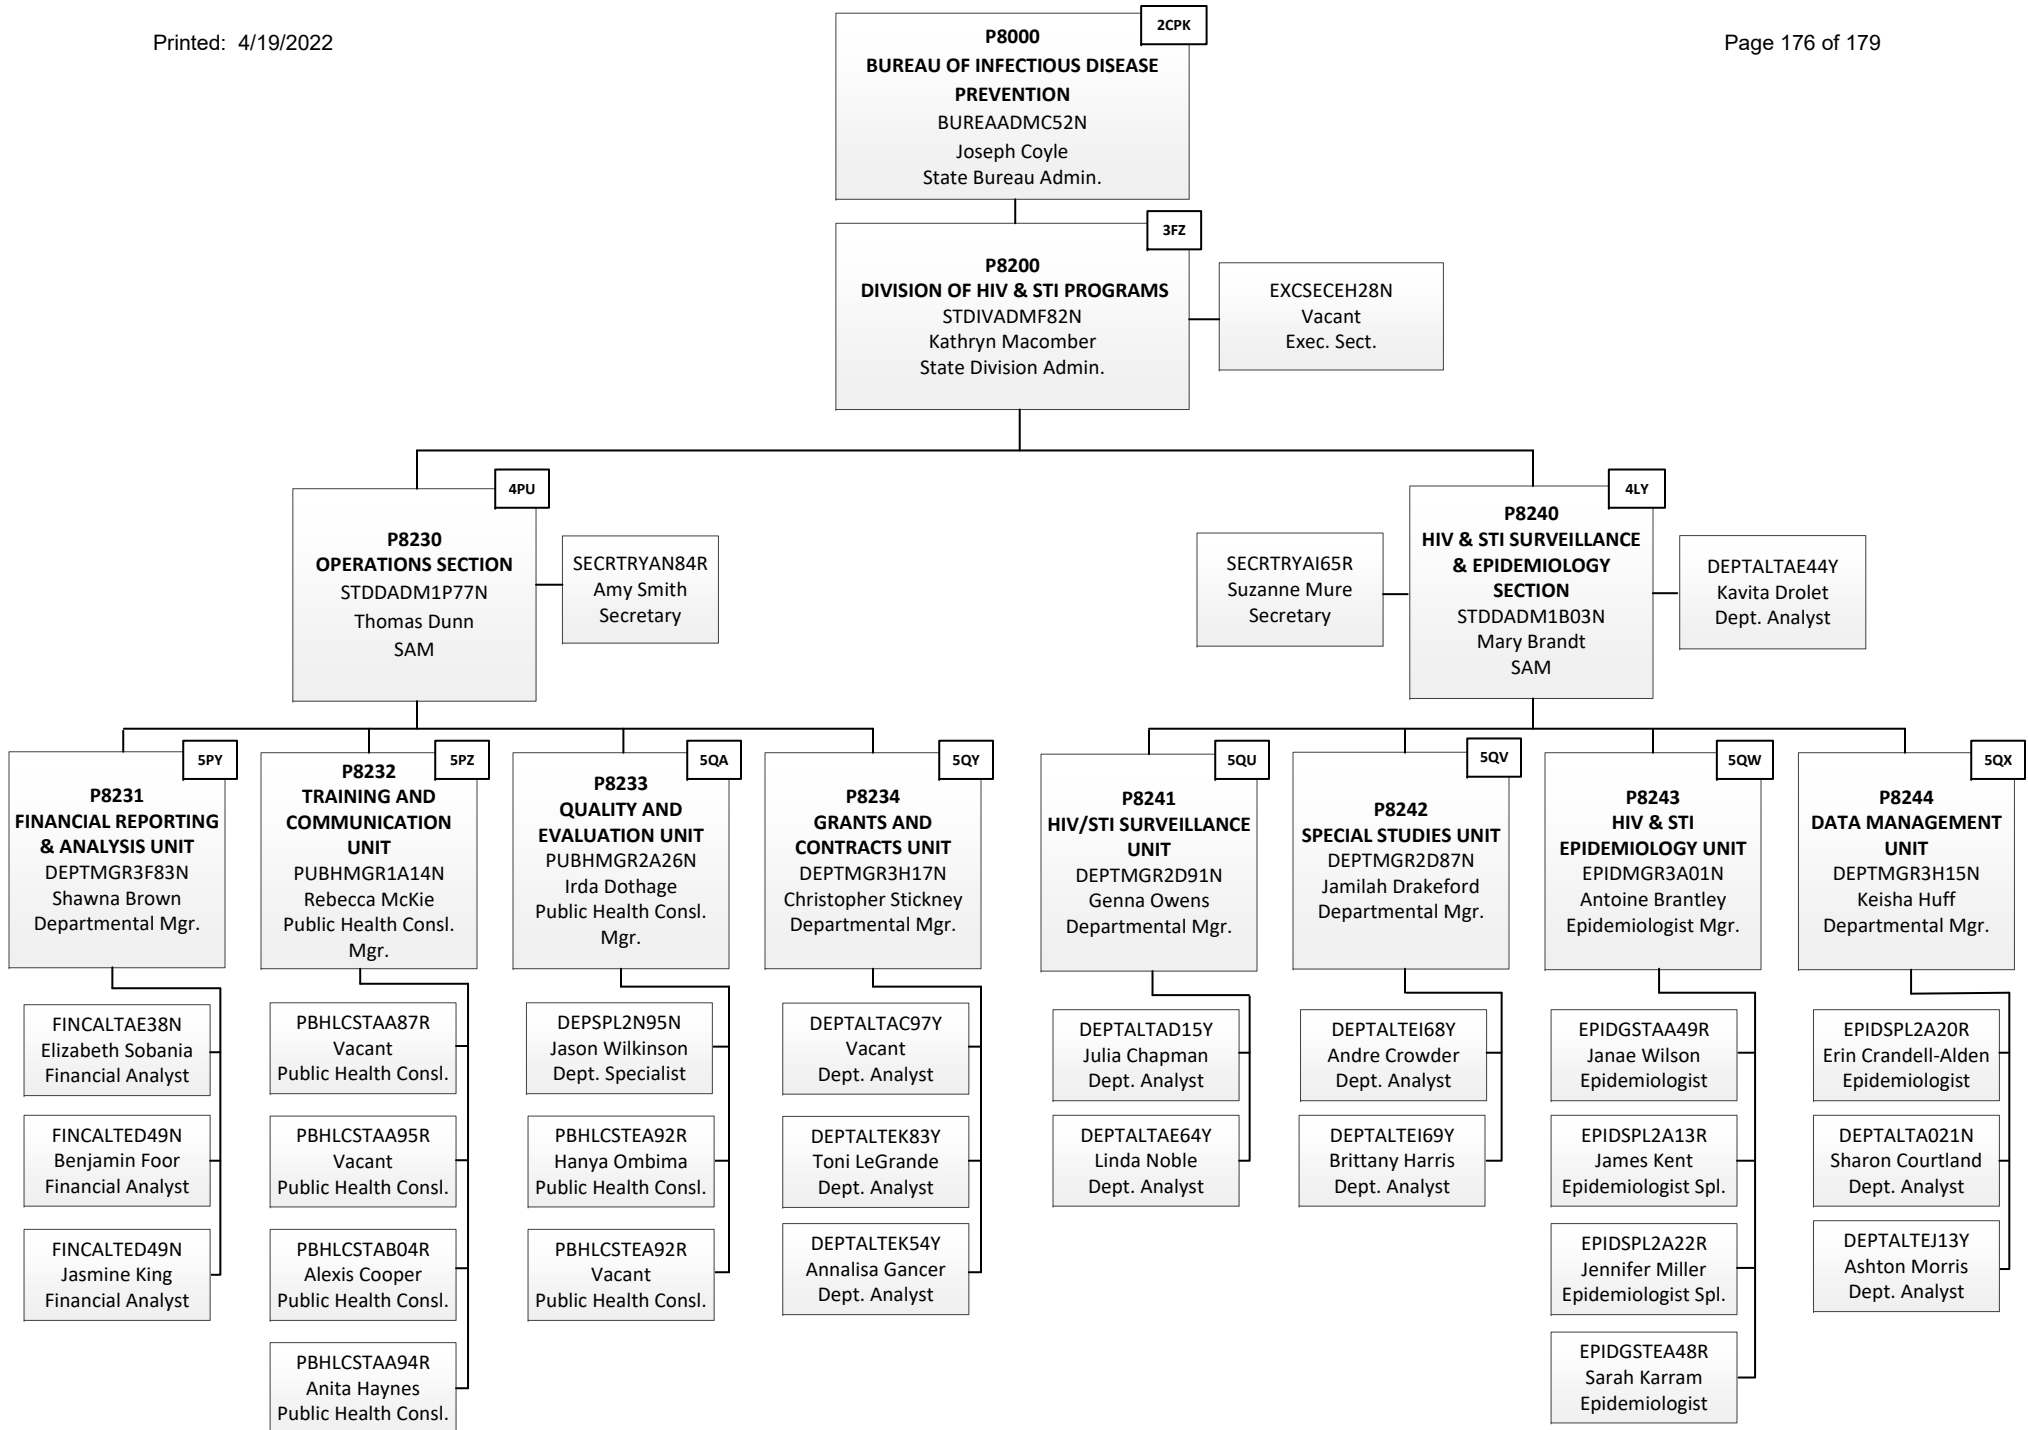 Printed: 4/19/2022
Page 176 of 179
2CPK
P8000
BUREAU OF INFECTIOUS DISEASE
PREVENTION
BUREAADMC52N
Joseph Coyle
State Bureau Admin.
3FZ
P8200
DIVISION OF HIV & STI PROGRAMS
STDIVADMF82N
Kathryn Macomber
State Division Admin.
EXCSECEH28N
Vacant
Exec. Sect.
4PU
P8230
OPERATIONS SECTION
STDDADM1P77N
Thomas Dunn
SAM
SECRTRYAN84R
Amy Smith
Secretary
SECRTRYAI65R
Suzanne Mure
Secretary
4LY
P8240
HIV & STI SURVEILLANCE
& EPIDEMIOLOGY
SECTION
STDDADM1B03N
Mary Brandt
SAM
DEPTALTAE44Y
Kavita Drolet
Dept. Analyst
5PY
P8231
FINANCIAL REPORTING
& ANALYSIS UNIT
DEPTMGR3F83N
Shawna Brown
Departmental Mgr.
FINCALTAE38N
Elizabeth Sobania
Financial Analyst
FINCALTED49N
Benjamin Foor
Financial Analyst
FINCALTED49N
Jasmine King
Financial Analyst
5PZ
P8232
TRAINING AND
COMMUNICATION
UNIT
PUBHMGR1A14N
Rebecca McKie
Public Health Consl.
Mgr.
PBHLCSTAA87R
Vacant
Public Health Consl.
PBHLCSTAA95R
Vacant
Public Health Consl.
PBHLCSTAB04R
Alexis Cooper
Public Health Consl.
PBHLCSTAA94R
Anita Haynes
Public Health Consl.
5QA
P8233
QUALITY AND
EVALUATION UNIT
PUBHMGR2A26N
Irda Dothage
Public Health Consl.
Mgr.
DEPSPL2N95N
Jason Wilkinson
Dept. Specialist
PBHLCSTEA92R
Hanya Ombima
Public Health Consl.
PBHLCSTEA92R
Vacant
Public Health Consl.
5QY
P8234
GRANTS AND
CONTRACTS UNIT
DEPTMGR3H17N
Christopher Stickney
Departmental Mgr.
DEPTALTAC97Y
Vacant
Dept. Analyst
DEPTALTEK83Y
Toni LeGrande
Dept. Analyst
DEPTALTEK54Y
Annalisa Gancer
Dept. Analyst
5QU
P8241
HIV/STI SURVEILLANCE
UNIT
DEPTMGR2D91N
Genna Owens
Departmental Mgr.
DEPTALTAD15Y
Julia Chapman
Dept. Analyst
DEPTALTAE64Y
Linda Noble
Dept. Analyst
5QV
P8242
SPECIAL STUDIES UNIT
DEPTMGR2D87N
Jamilah Drakeford
Departmental Mgr.
DEPTALTEI68Y
Andre Crowder
Dept. Analyst
DEPTALTEI69Y
Brittany Harris
Dept. Analyst
5QW
P8243
HIV & STI
EPIDEMIOLOGY UNIT
EPIDMGR3A01N
Antoine Brantley
Epidemiologist Mgr.
EPIDGSTAA49R
Janae Wilson
Epidemiologist
EPIDSPL2A13R
James Kent
Epidemiologist Spl.
EPIDSPL2A22R
Jennifer Miller
Epidemiologist Spl.
EPIDGSTEA48R
Sarah Karram
Epidemiologist
5QX
P8244
DATA MANAGEMENT
UNIT
DEPTMGR3H15N
Keisha Huff
Departmental Mgr.
EPIDSPL2A20R
Erin Crandell-Alden
Epidemiologist
DEPTALTA021N
Sharon Courtland
Dept. Analyst
DEPTALTEJ13Y
Ashton Morris
Dept. Analyst